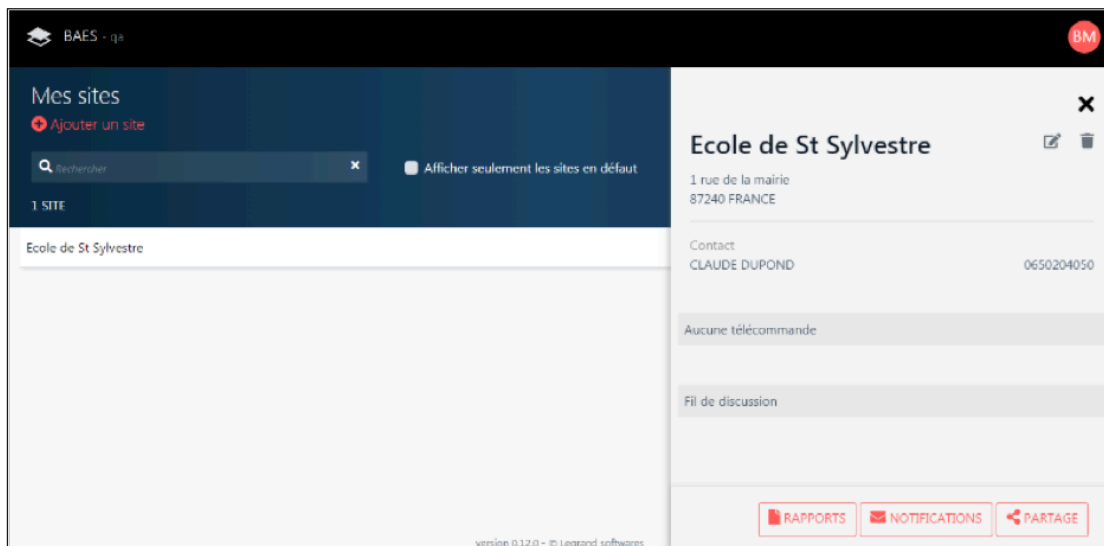 BAES - qa
BM
Mes sites
Ajouter un site
Rechercher
Afficher seulement les sites en défaut
1 SITE
Ecole de St Sylvestre
version 0.12.0 - © Legrand softwares
Ecole de St Sylvestre
1 rue de la mairie
87240 FRANCE
Contact
CLAUDE DUPOND 0650204050
Aucune télécommande
Fil de discussion
RAPPORTS NOTIFICATIONS PARTAGE